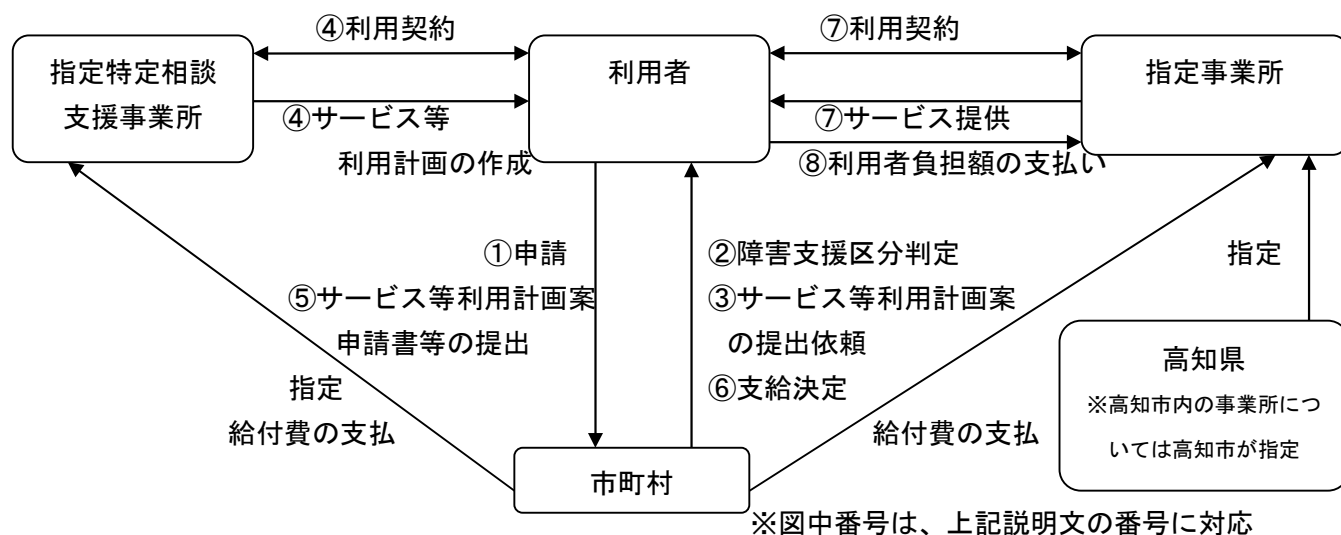 ④利用契約
⑦利用契約
指定特定相談
支援事業所
利用者
指定事業所
④サービス等
利用計画の作成
⑦サービス提供
⑧利用者負担額の支払い
①申請
⑤サービス等利用計画案
申請書等の提出
②障害支援区分判定
③サービス等利用計画案
の提出依頼
⑥支給決定
指定
給付費の支払
給付費の支払
指定
高知県
※高知市内の事業所につ
いては高知市が指定
市町村
※図中番号は、上記説明文の番号に対応